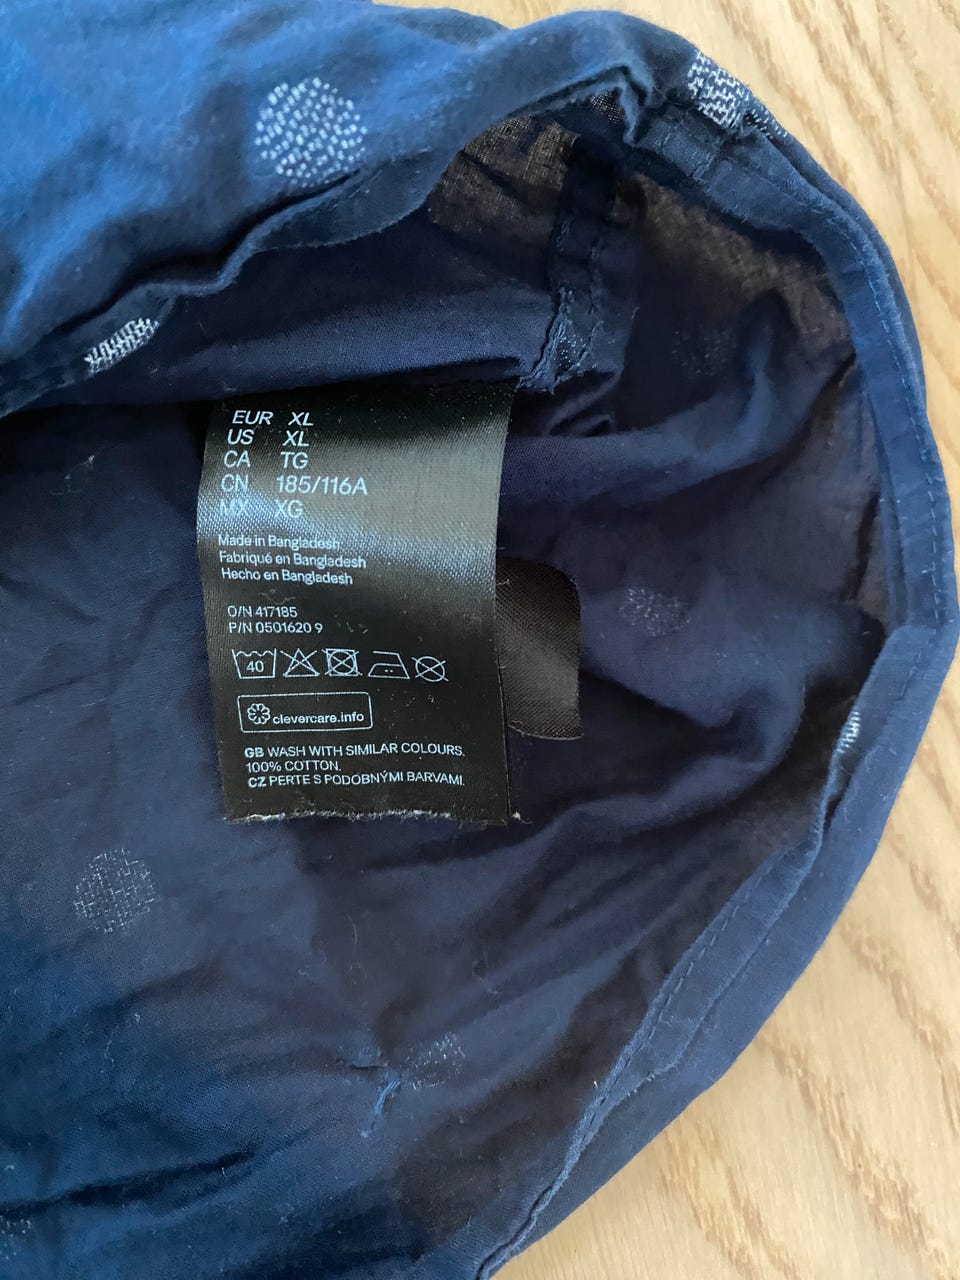 EUR XL
US XL
CA TG
CN 185/116A
MX XG
Made in Bangladesh
Fabriqué en Bangladesh
Hecho en Bangladesh
O/N 417185
P/N 0501620 9
40
clevercare.info
GB WASH WITH SIMILAR COLOURS.
100% COTTON.
CZ PERTE S PODOBNÝMI BARVAMI.